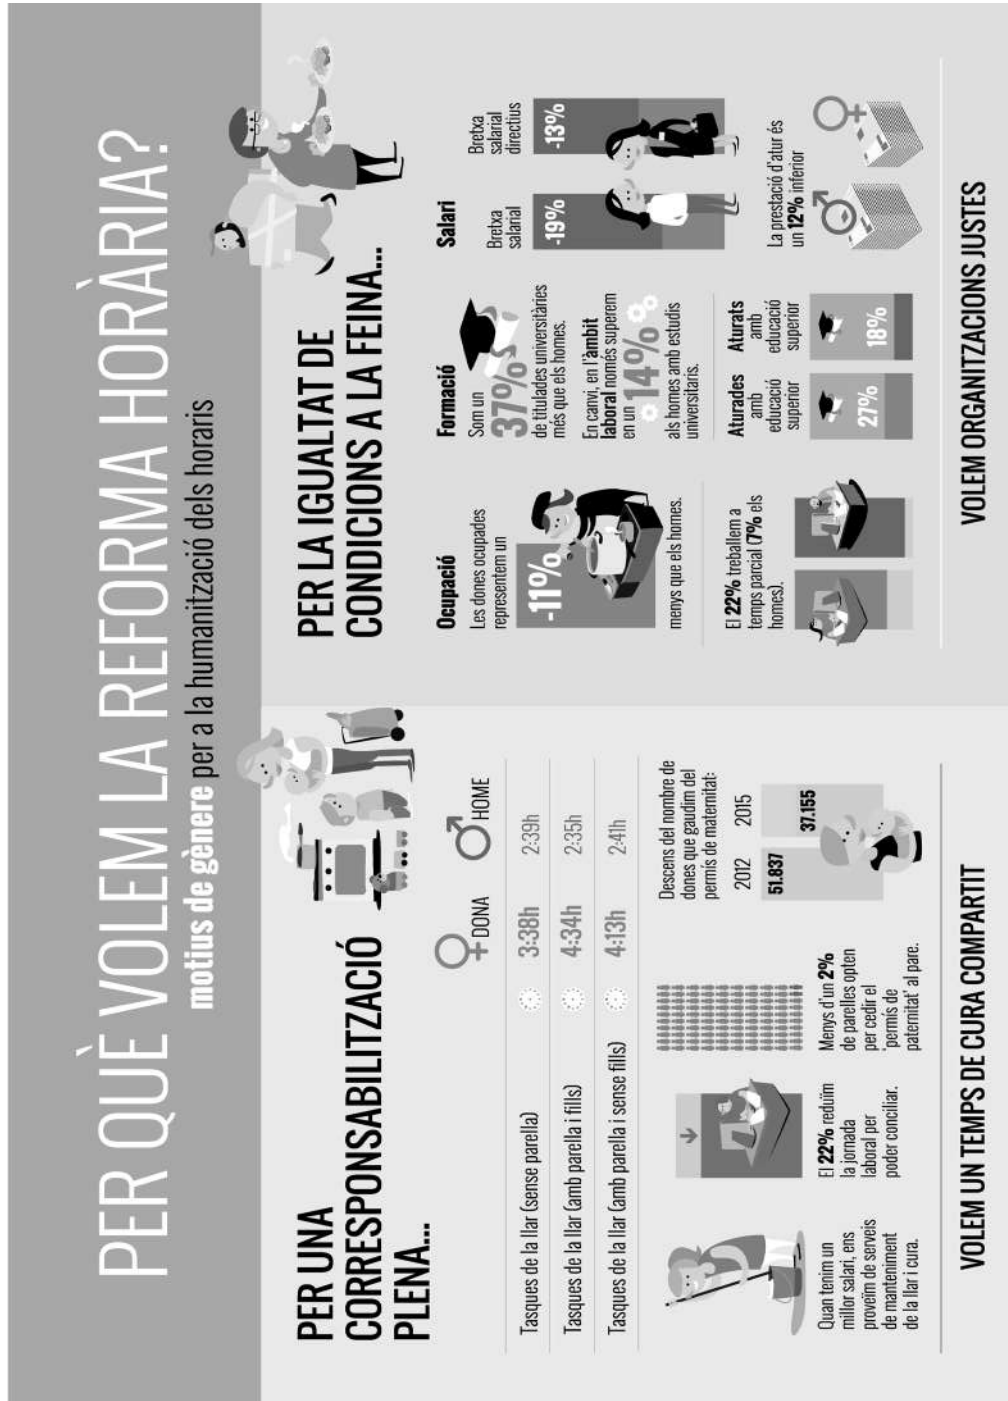 PER QUÈ VOLEM LA REFORMA HORÀRIA?
motius de gènere per a la humanització dels horaris
PER UNA
CORRESPONSABILITZACIÓ
PLENA...
DONA
HOME
Tasques de la llar (sense parella)
3:38h
2:39h
Tasques de la llar (amb parella i fills)
4:34h
2:35h
Tasques de la llar (amb parella i sense fills)
4:13h
2:41h
Quan tenim un
millor salari, ens
proveïm de serveis
de manteniment
de la llar i cura.
El 22% reduïm
la jornada
laboral per
poder conciliar.
Menys d'un 2%
de parelles opten
per cedir el
'permís de
paternitat' al pare.
Descens del nombre de
dones que gaudim del
permís de maternitat:
2012
2015
51.837
37.155
VOLEM UN TEMPS DE CURA COMPARTIT
PER LA IGUALTAT DE
CONDICIONS A LA FEINA...
Ocupació
Les dones ocupades
representem un
-11%
menys que els homes.
El 22% treballem a
temps parcial (7% els
homes).
Formació
Som un
37%
de titulades universitàries
més que els homes.
En canvi, en l'àmbit
laboral només superem
en un 14%
als homes amb estudis
universitaris.
Aturades
amb
educació
superior
27%
Aturats
amb
educació
superior
18%
Salari
Bretxa
salarial
-19%
Bretxa
salarial
directius
-13%
La prestació d'atur és
un 12% inferior
VOLEM ORGANITZACIONS JUSTES